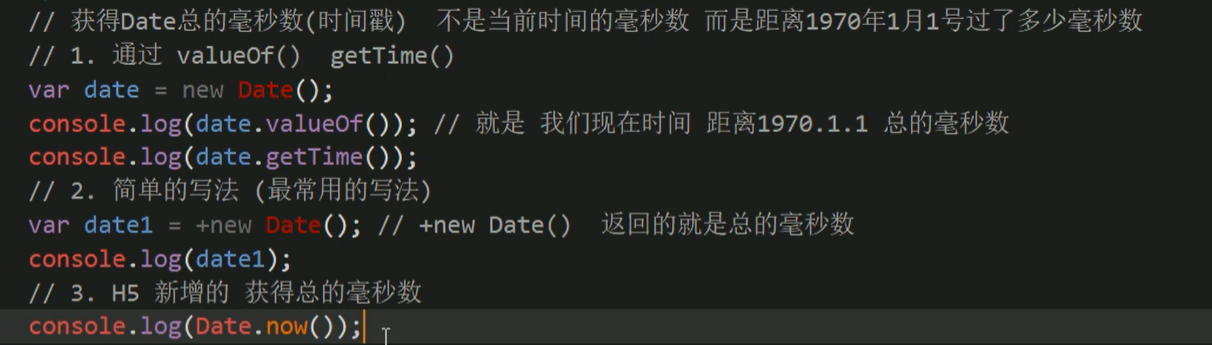 // 获得Date总的毫秒数(时间戳)  不是当前时间的毫秒数 而是距离1970年1月1号过了多少毫秒数
// 1. 通过 valueOf()  getTime()
var date = new Date();
console.log(date.valueOf()); // 就是 我们现在时间 距离1970.1.1 总的毫秒数
console.log(date.getTime());
// 2. 简单的写法 (最常用的写法)
var date1 = +new Date(); // +new Date()  返回的就是总的毫秒数
console.log(date1);
// 3. H5 新增的 获得总的毫秒数
console.log(Date.now());